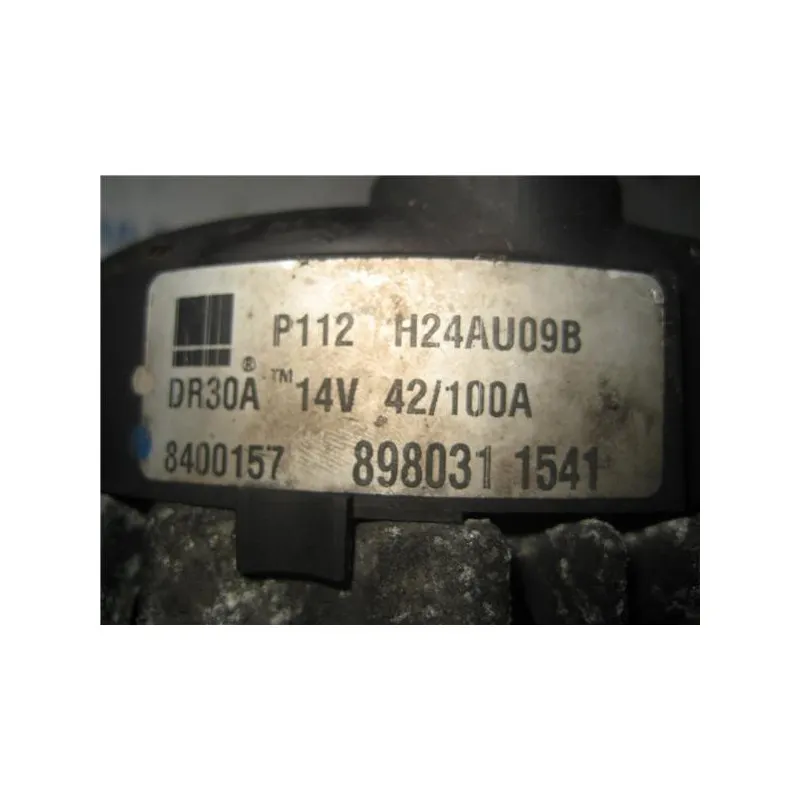 P112 H24AU09B
®
DR30A ™ 14V 42/100A
8400157 898031 1541